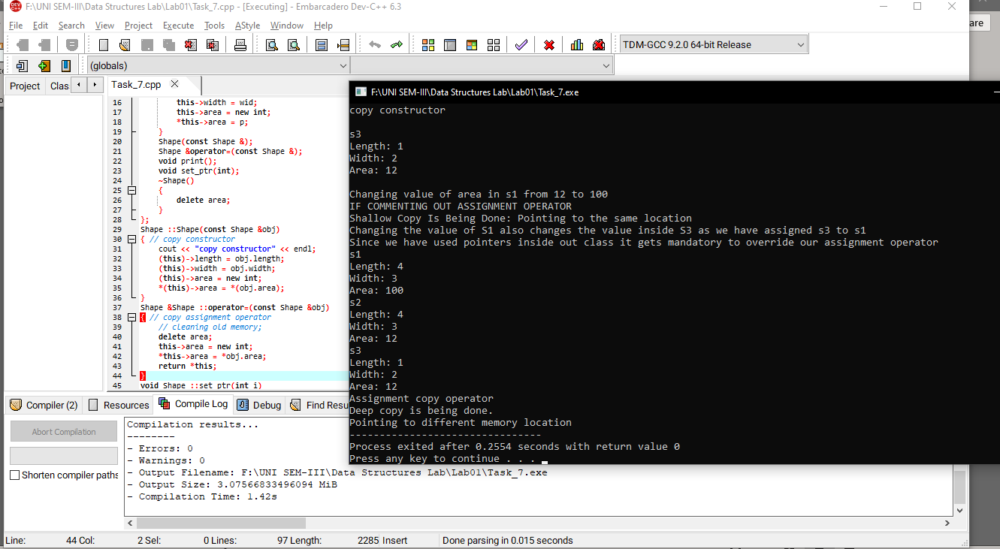 F:\UNI SEM-III\Data Structures Lab\Lab01\Task_7.cpp - [Executing] - Embarcadero Dev-C++ 6.3
are
File Edit Search View Project Execute Tools AStyle Window Help
TDM-GCC 9.2.0 64-bit Release
(globals)
Project Clas
Task_7.cpp
16 this->width = wid;
17 this->area = new int;
18 *this->area = p;
19 }
20 Shape(const Shape &);
21 Shape &operator=(const Shape &);
22 void print();
23 void set_ptr(int);
24 ~Shape()
25 {
26 delete area;
27 }
28 };
29 Shape ::Shape(const Shape &obj)
30 { // copy constructor
31 cout << "copy constructor" << endl;
32 (this)->length = obj.length;
33 (this)->width = obj.width;
34 (this)->area = new int;
35 *(this)->area = *(obj.area);
36 }
37 Shape &Shape ::operator=(const Shape &obj)
38 { // copy assignment operator
39 // cleaning old memory;
40 delete area;
41 this->area = new int;
42 *this->area = *obj.area;
43 return *this;
44 }
45 void Shape ::set_ptr(int i)
F:\UNI SEM-III\Data Structures Lab\Lab01\Task_7.exe
copy constructor
s3
Length: 1
Width: 2
Area: 12
Changing value of area in s1 from 12 to 100
IF COMMENTING OUT ASSIGNMENT OPERATOR
Shallow Copy Is Being Done: Pointing to the same location
Changing the value of S1 also changes the value inside S3 as we have assigned s3 to s1
Since we have used pointers inside out class it gets mandatory to override our assignment operator
s1
Length: 4
Width: 3
Area: 100
s2
Length: 4
Width: 3
Area: 12
s3
Length: 1
Width: 2
Area: 12
Assignment copy operator
Deep copy is being done.
Pointing to different memory location
--------------------------------
Process exited after 0.2554 seconds with return value 0
Press any key to continue . . .
Compiler (2) Resources Compile Log Debug Find Resu
Abort Compilation
Shorten compiler paths
Compilation results...
--------
- Errors: 0
- Warnings: 0
- Output Filename: F:\UNI SEM-III\Data Structures Lab\Lab01\Task_7.exe
- Output Size: 3.07566833496094 MiB
- Compilation Time: 1.42s
Line: 44 Col: 2 Sel: 0 Lines: 97 Length: 2285 Insert Done parsing in 0.015 seconds